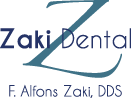 Zaki Dental
F. Alfons Zaki, DDS